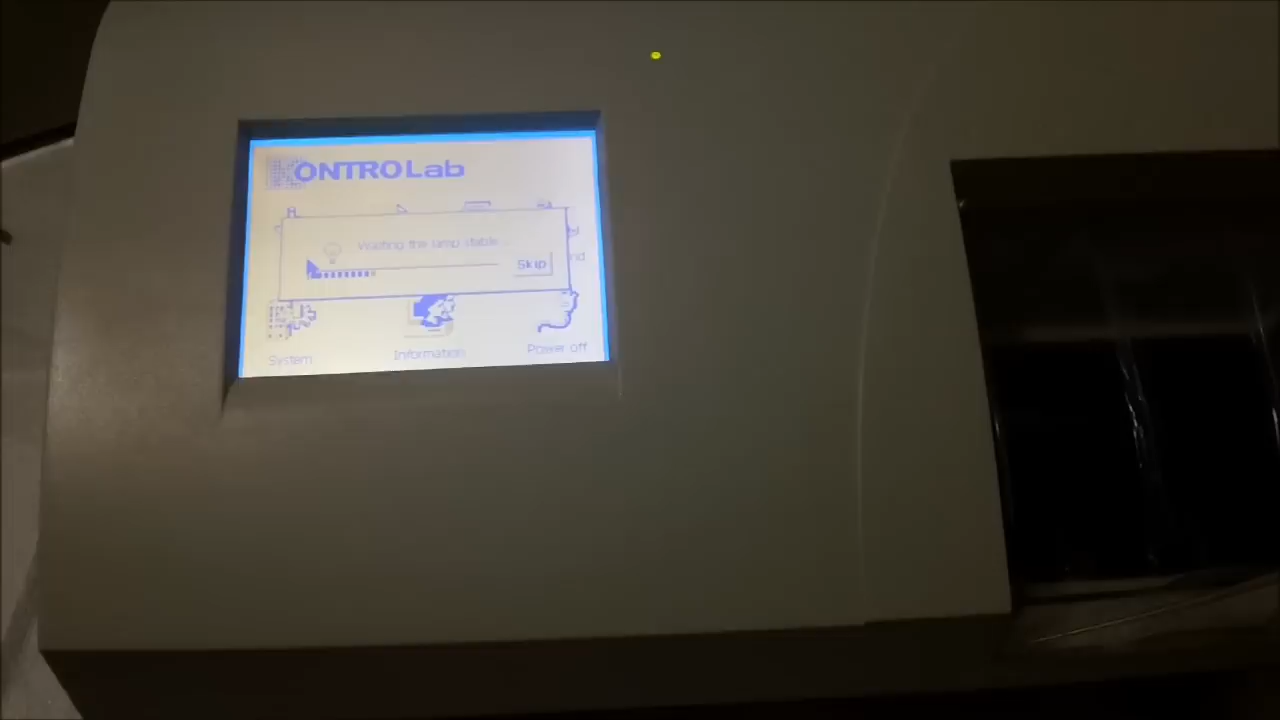 KONTROLab
Waiting the lamp stable...
Skip
System
Information
Power off